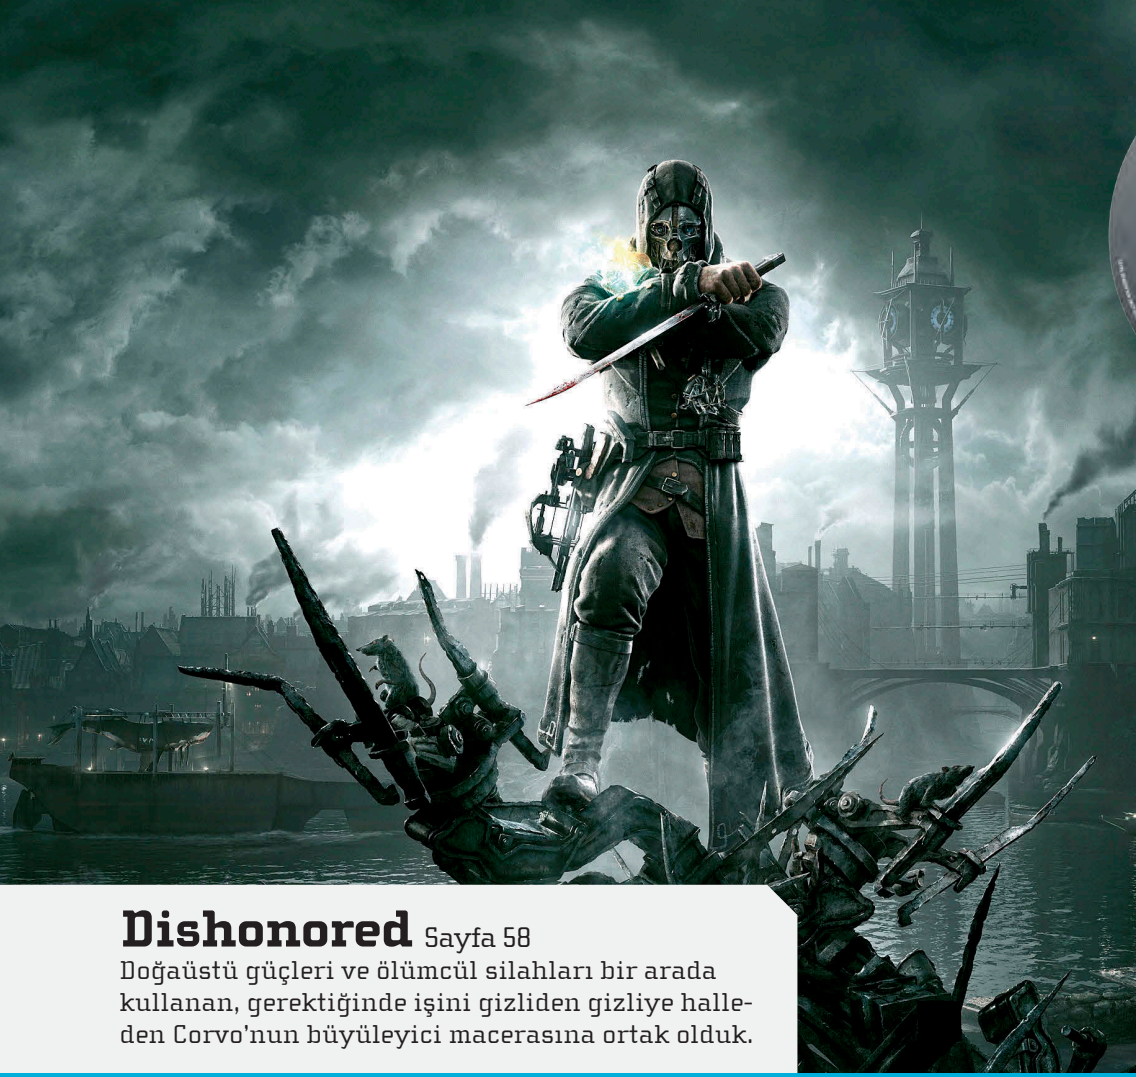 Dishonored Sayfa 58
Doğaüstü güçleri ve ölümcül silahları bir arada
kullanan, gerektiğinde işini gizliden gizliye halle-
den Corvo'nun büyüleyici macerasına ortak olduk.